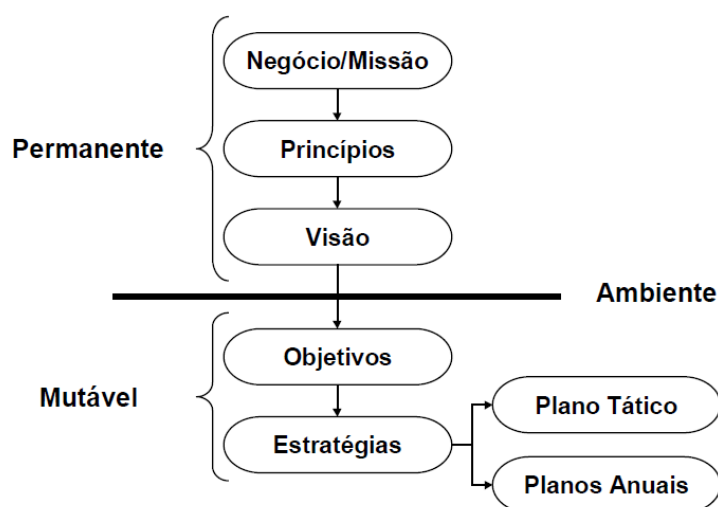 Negócio/Missão
Permanente
Princípios
Visão
Ambiente
Objetivos
Mutável
Plano Tático
Estratégias
Planos Anuais